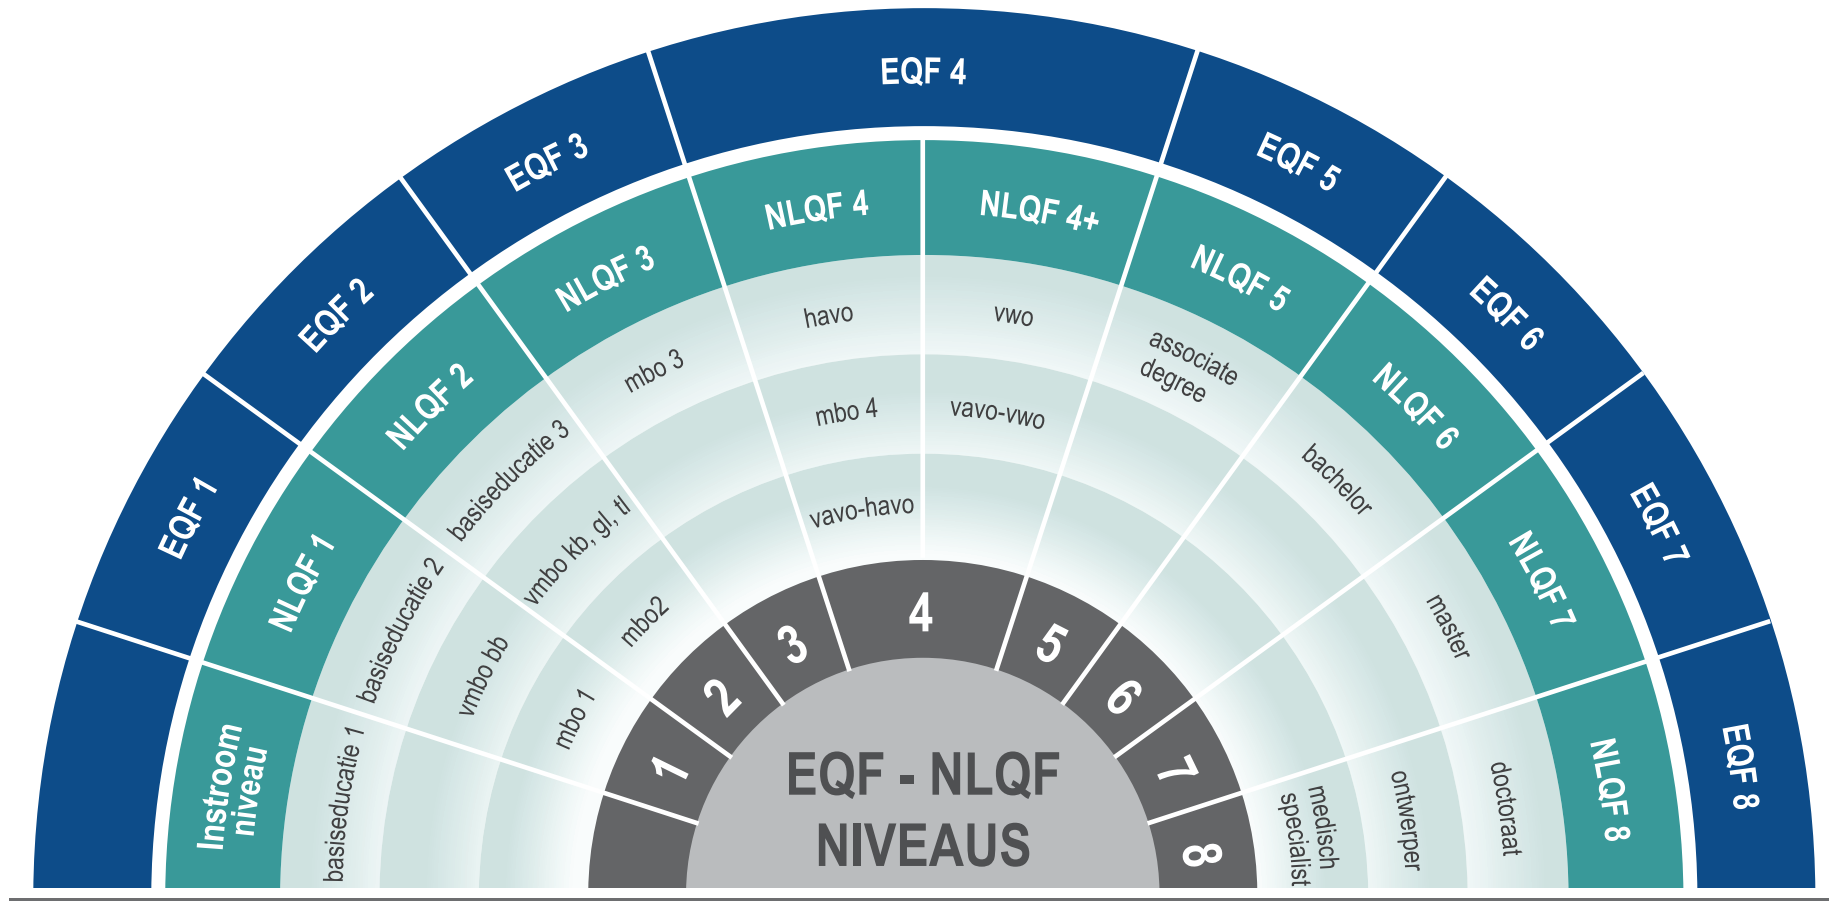 EQF 1
EQF 2
EQF 3
EQF 4
EQF 5
EQF 6
EQF 7
EQF 8
Instroom
niveau
NLQF 1
NLQF 2
NLQF 3
NLQF 4
NLQF 4+
NLQF 5
NLQF 6
NLQF 7
NLQF 8
basiseducatie 1
basiseducatie 2
vmbo bb
mbo 1
basiseducatie 3
vmbo kb, gl, tl
mbo2
mbo 3
havo
mbo 4
vavo-havo
vwo
vavo-vwo
associate
degree
bachelor
master
doctoraat
ontwerper
medisch
specialist
1
2
3
4
5
6
7
8
EQF - NLQF
NIVEAUS